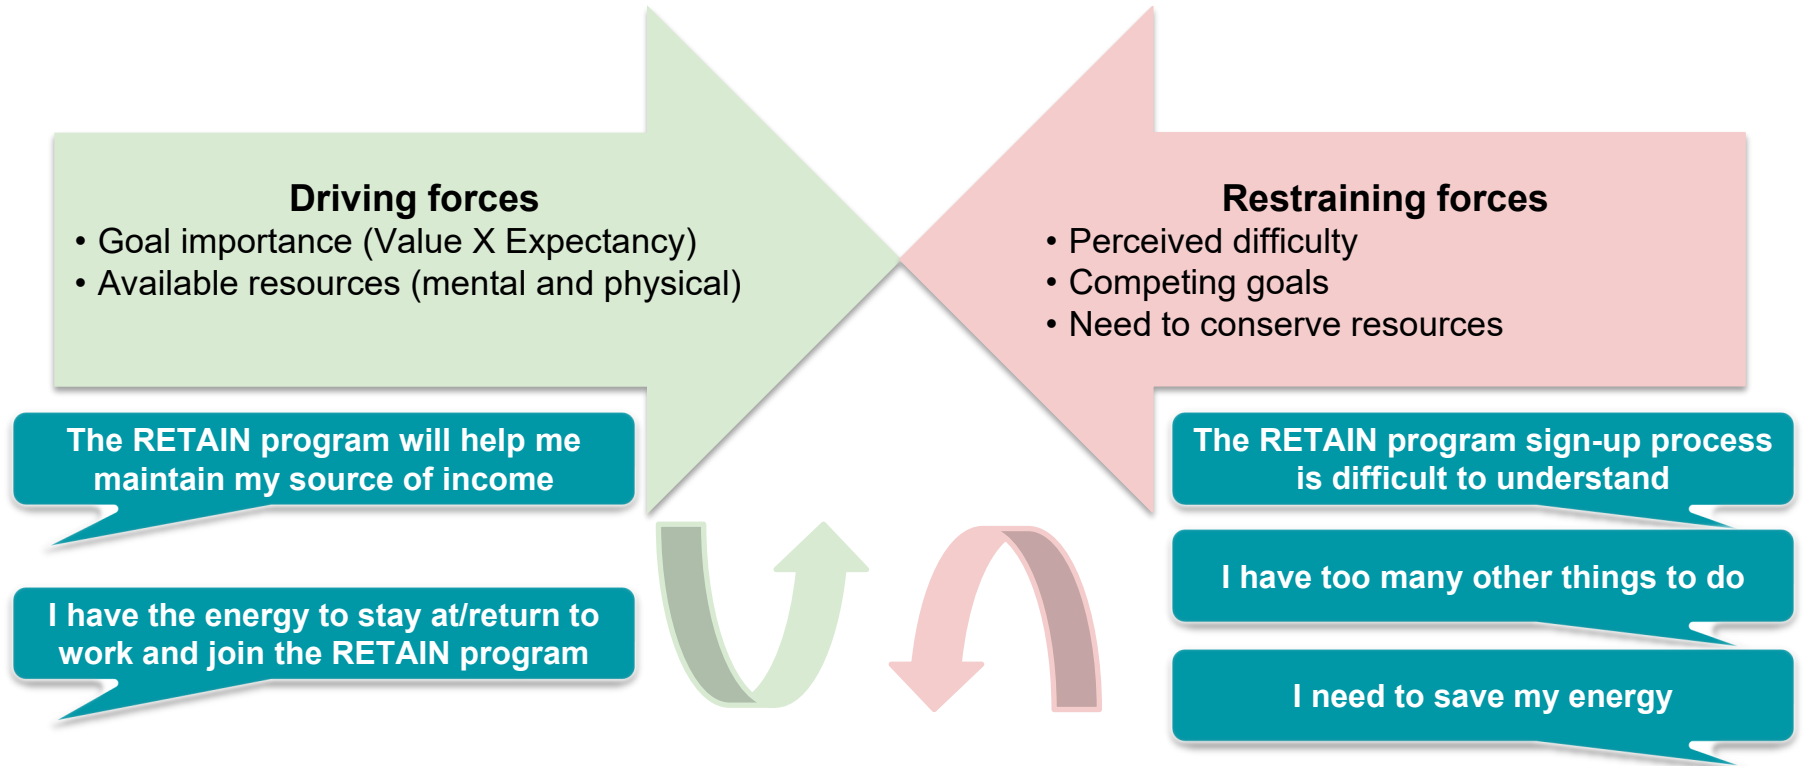 Driving forces
• Goal importance (Value X Expectancy)
• Available resources (mental and physical)
Restraining forces
• Perceived difficulty
• Competing goals
• Need to conserve resources
The RETAIN program will help me
maintain my source of income
I have the energy to stay at/return to
work and join the RETAIN program
The RETAIN program sign-up process
is difficult to understand
I have too many other things to do
I need to save my energy